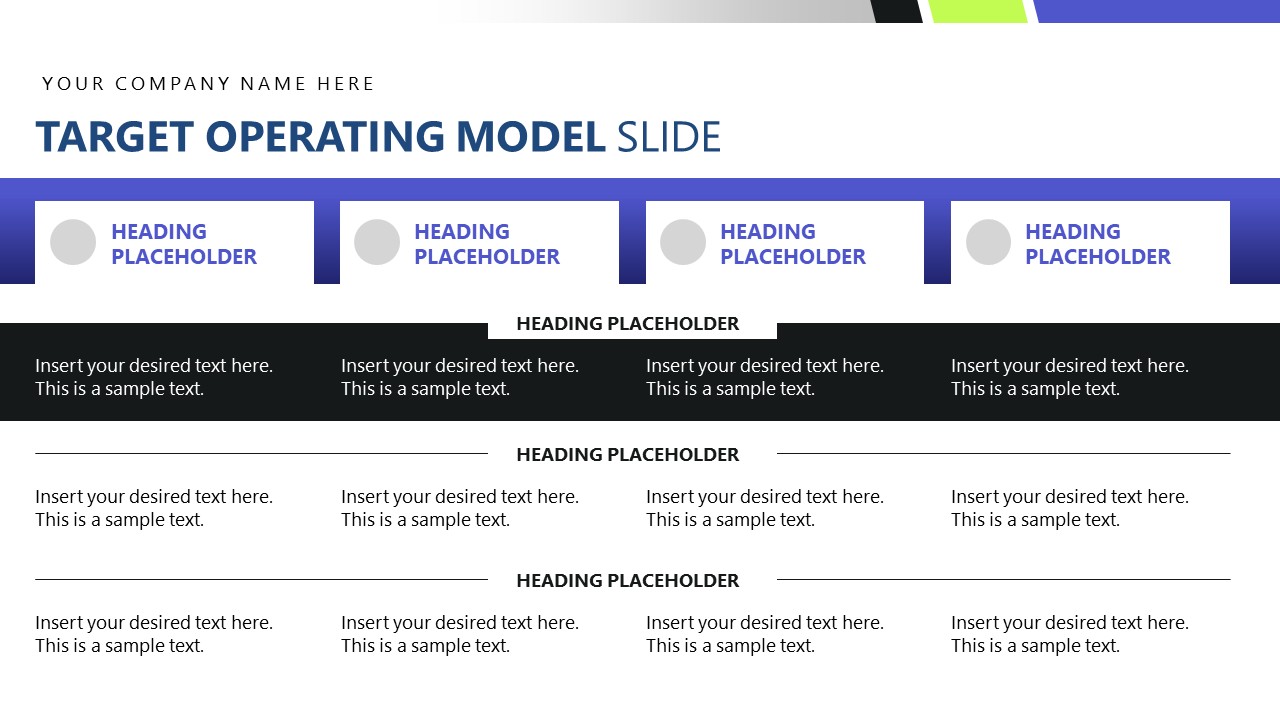 YOUR COMPANY NAME HERE
TARGET OPERATING MODEL SLIDE
HEADING
PLACEHOLDER
HEADING
PLACEHOLDER
HEADING
PLACEHOLDER
HEADING
PLACEHOLDER
HEADING PLACEHOLDER
Insert your desired text here.
This is a sample text.
Insert your desired text here.
This is a sample text.
Insert your desired text here.
This is a sample text.
Insert your desired text here.
This is a sample text.
HEADING PLACEHOLDER
Insert your desired text here.
This is a sample text.
Insert your desired text here.
This is a sample text.
Insert your desired text here.
This is a sample text.
Insert your desired text here.
This is a sample text.
HEADING PLACEHOLDER
Insert your desired text here.
This is a sample text.
Insert your desired text here.
This is a sample text.
Insert your desired text here.
This is a sample text.
Insert your desired text here.
This is a sample text.